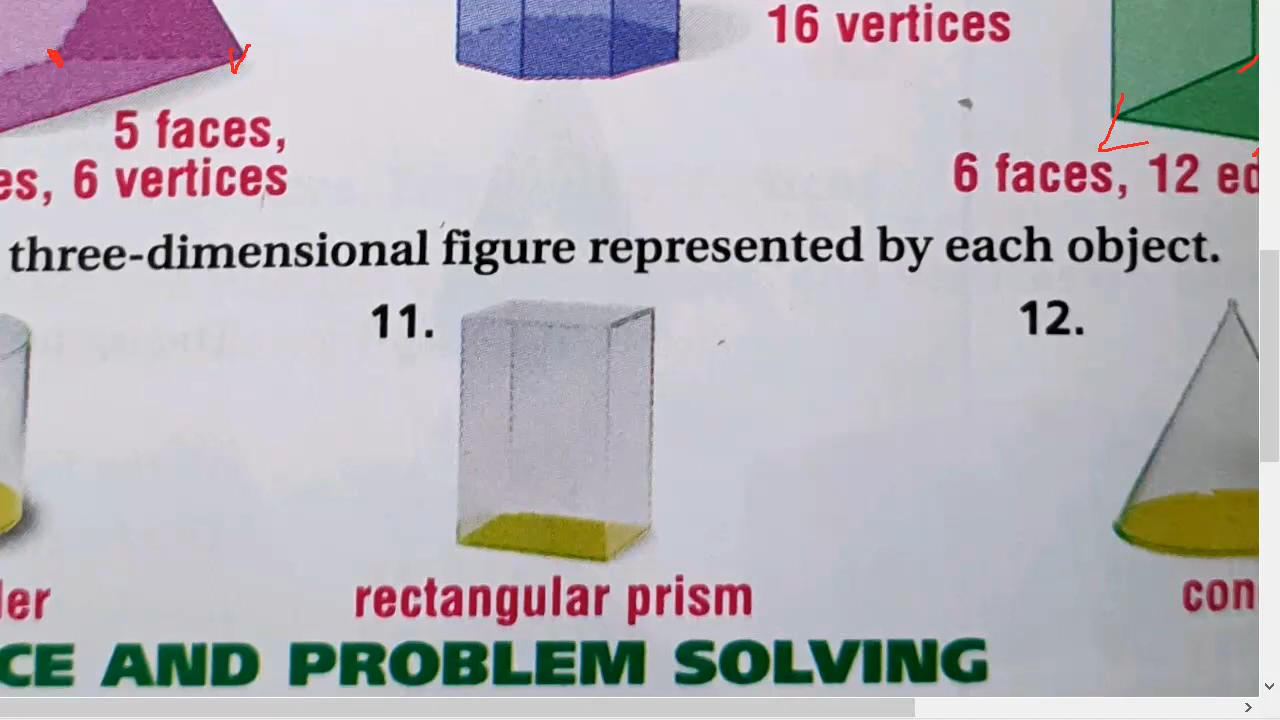 16 vertices
5 faces,
es, 6 vertices
6 faces, 12 ed
three-dimensional figure represented by each object.
11.
12.
ler
rectangular prism
con
CE AND PROBLEM SOLVING